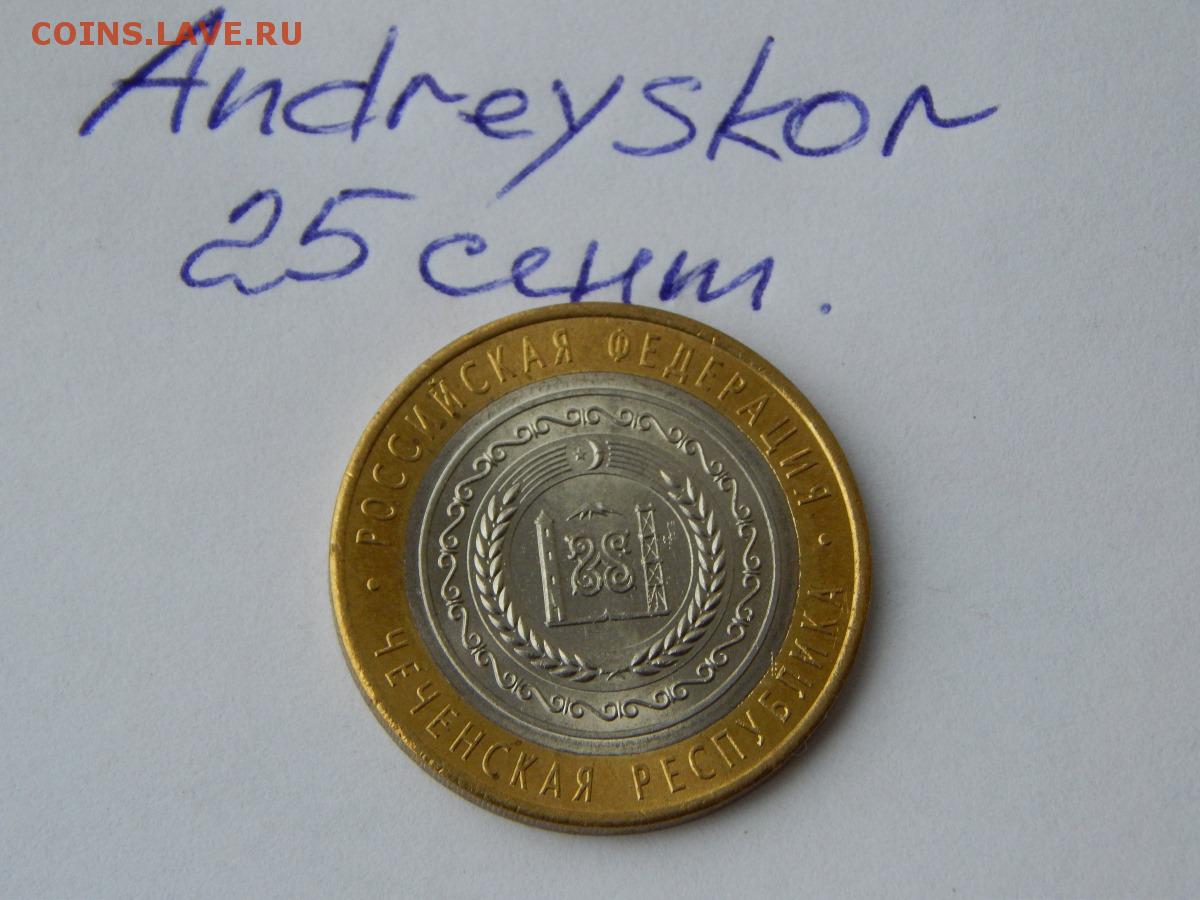 COINS.LAVE.RU
Andreyskor
25 сент.
РОССИЙСКАЯ ФЕДЕРАЦИЯ
• ЧЕЧЕНСКАЯ РЕСПУБЛИКА •